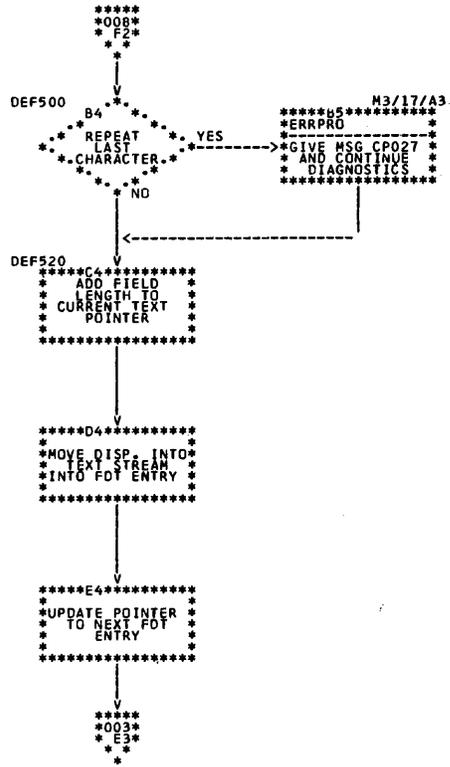 *****
*008*
F2*
DEF500
B4
REPEAT
LAST
CHARACTER
YES
NO
M3/17/A3
*****B5**********
*ERRPRO
*GIVE MSG CP027 *
* AND CONTINUE *
* DIAGNOSTICS *
DEF520
*****C4**********
ADD FIELD
LENGTH TO
CURRENT TEXT
POINTER
*****D4**********
*MOVE DISP. INTO*
TEXT STREAM
INTO FDT ENTRY
*****E4**********
*UPDATE POINTER
TO NEXT FDT
ENTRY
*****
*003*
E3*